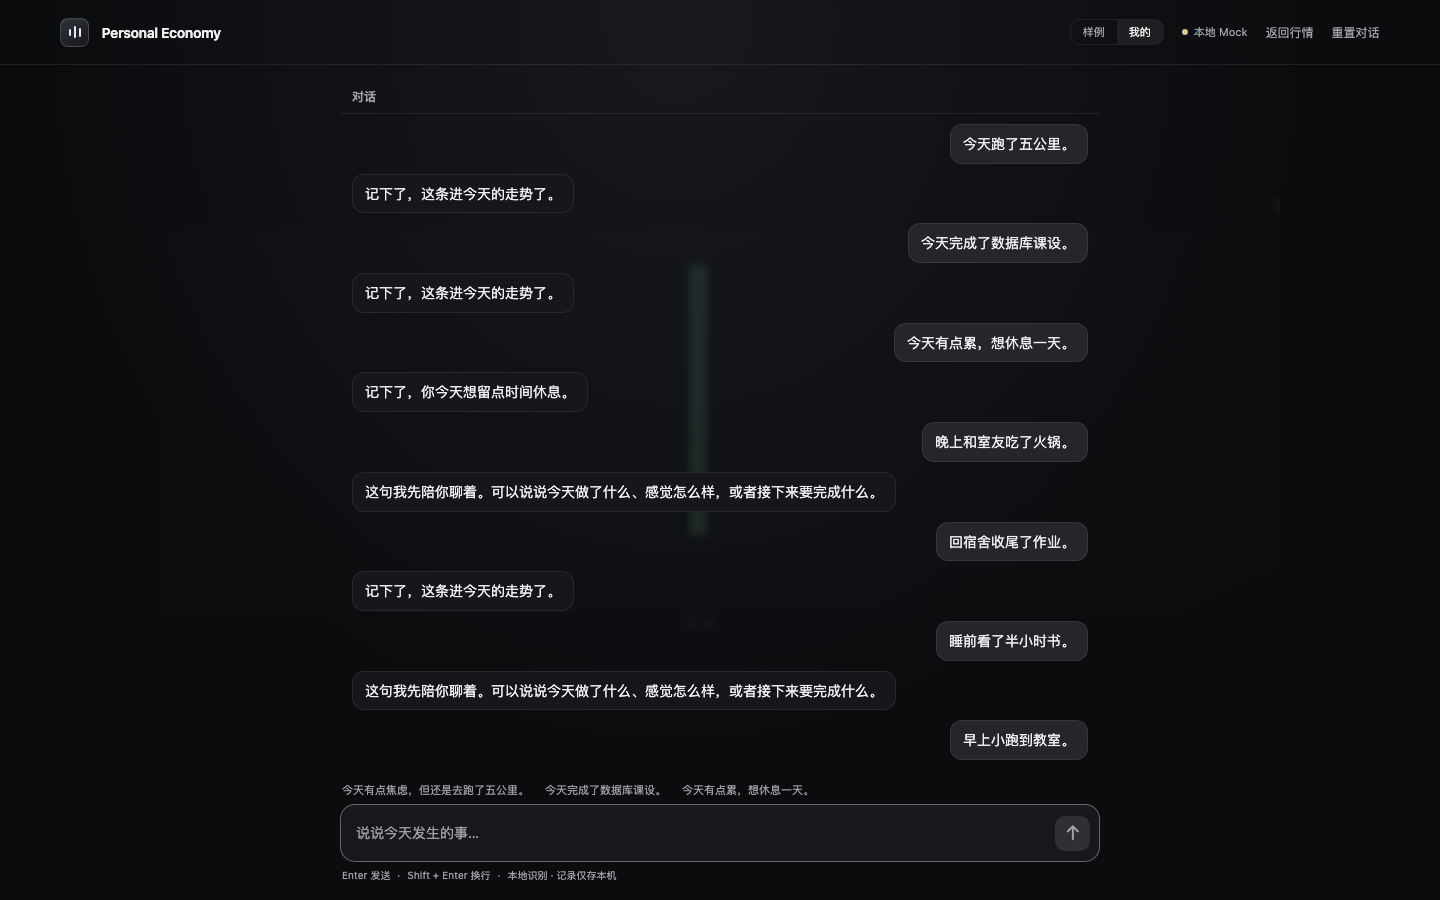 Personal Economy
样例 我的 本地 Mock 返回行情 重置对话
对话
今天跑了五公里。
记下了，这条进今天的走势了。
今天完成了数据库课设。
记下了，这条进今天的走势了。
今天有点累，想休息一天。
记下了，你今天想留点时间休息。
晚上和室友吃了火锅。
这句我先陪你聊着。可以说说今天做了什么、感觉怎么样，或者接下来要完成什么。
回宿舍收尾了作业。
记下了，这条进今天的走势了。
睡前看了半小时书。
这句我先陪你聊着。可以说说今天做了什么、感觉怎么样，或者接下来要完成什么。
早上小跑到教室。
今天有点焦虑，但还是去跑了五公里。 今天完成了数据库课设。 今天有点累，想休息一天。
说说今天发生的事...
Enter 发送 · Shift + Enter 换行 · 本地识别 · 记录仅存本机